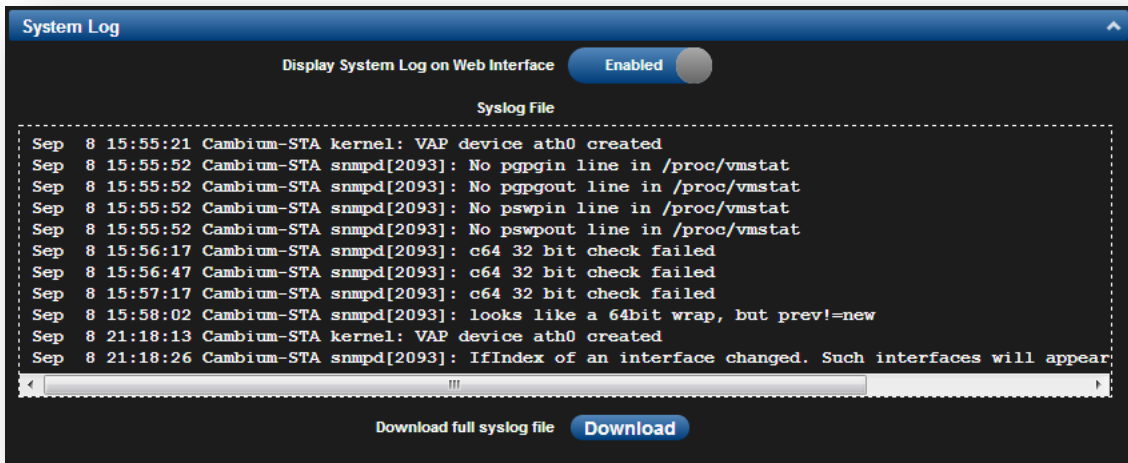 System Log
Display System Log on Web Interface Enabled
Syslog File
Sep  8 15:55:21 Cambium-STA kernel: VAP device ath0 created
Sep  8 15:55:52 Cambium-STA snmpd[2093]: No pgpgin line in /proc/vmstat
Sep  8 15:55:52 Cambium-STA snmpd[2093]: No pgpgout line in /proc/vmstat
Sep  8 15:55:52 Cambium-STA snmpd[2093]: No pswpin line in /proc/vmstat
Sep  8 15:55:52 Cambium-STA snmpd[2093]: No pswpout line in /proc/vmstat
Sep  8 15:56:17 Cambium-STA snmpd[2093]: c64 32 bit check failed
Sep  8 15:56:47 Cambium-STA snmpd[2093]: c64 32 bit check failed
Sep  8 15:57:17 Cambium-STA snmpd[2093]: c64 32 bit check failed
Sep  8 15:58:02 Cambium-STA snmpd[2093]: looks like a 64bit wrap, but prev!=new
Sep  8 21:18:13 Cambium-STA kernel: VAP device ath0 created
Sep  8 21:18:26 Cambium-STA snmpd[2093]: IfIndex of an interface changed. Such interfaces will appear
Download full syslog file Download